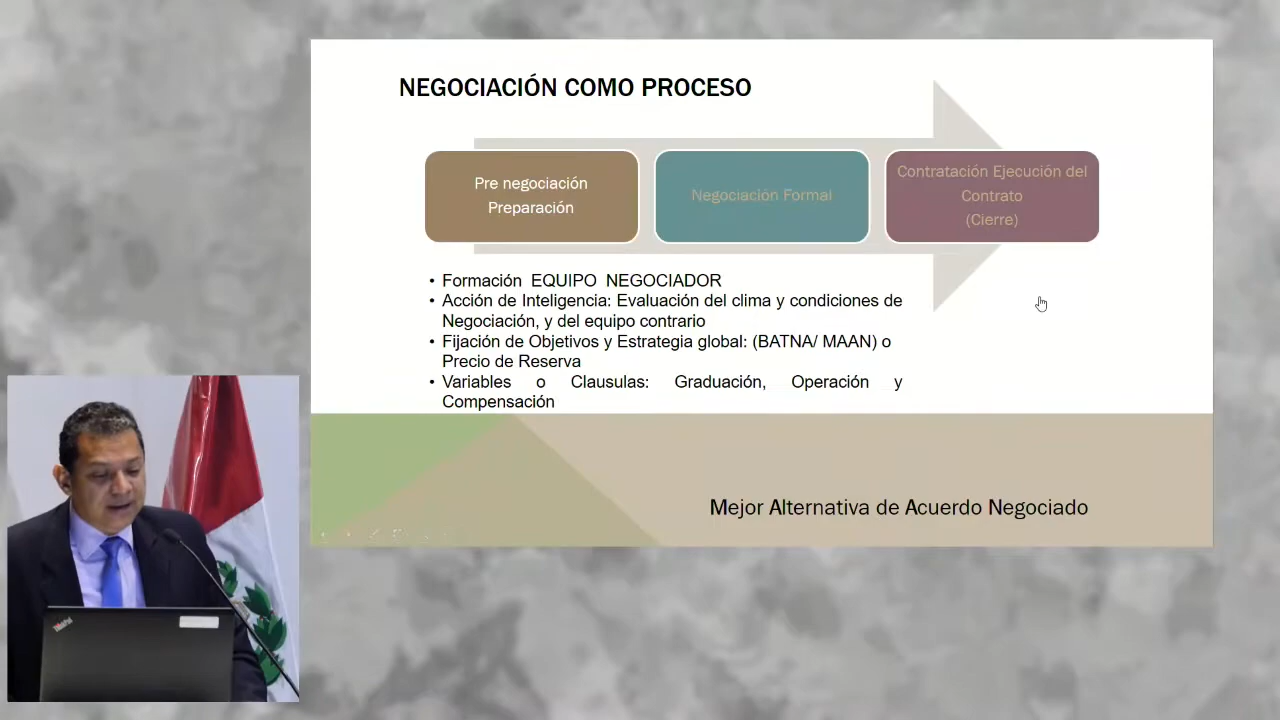 NEGOCIACIÓN COMO PROCESO
Pre negociación
Preparación
Negociación Formal
Contratación Ejecución del
Contrato
(Cierre)
• Formación EQUIPO NEGOCIADOR
• Acción de Inteligencia: Evaluación del clima y condiciones de
Negociación, y del equipo contrario
• Fijación de Objetivos y Estrategia global: (BATNA/ MAAN) o
Precio de Reserva
• Variables o Clausulas: Graduación, Operación y
Compensación
Mejor Alternativa de Acuerdo Negociado
ThinkPad